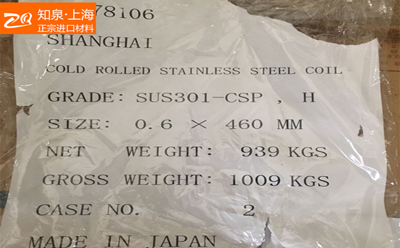 知泉·上海
正宗进口材料
78106
SHANGHAI
COLD ROLLED STAINLESS STEEL COIL
GRADE: SUS301-CSP , H
SIZE: 0.6 × 460 MM
NET WEIGHT: 939 KGS
GROSS WEIGHT: 1009 KGS
CASE NO. 2
MADE IN JAPAN